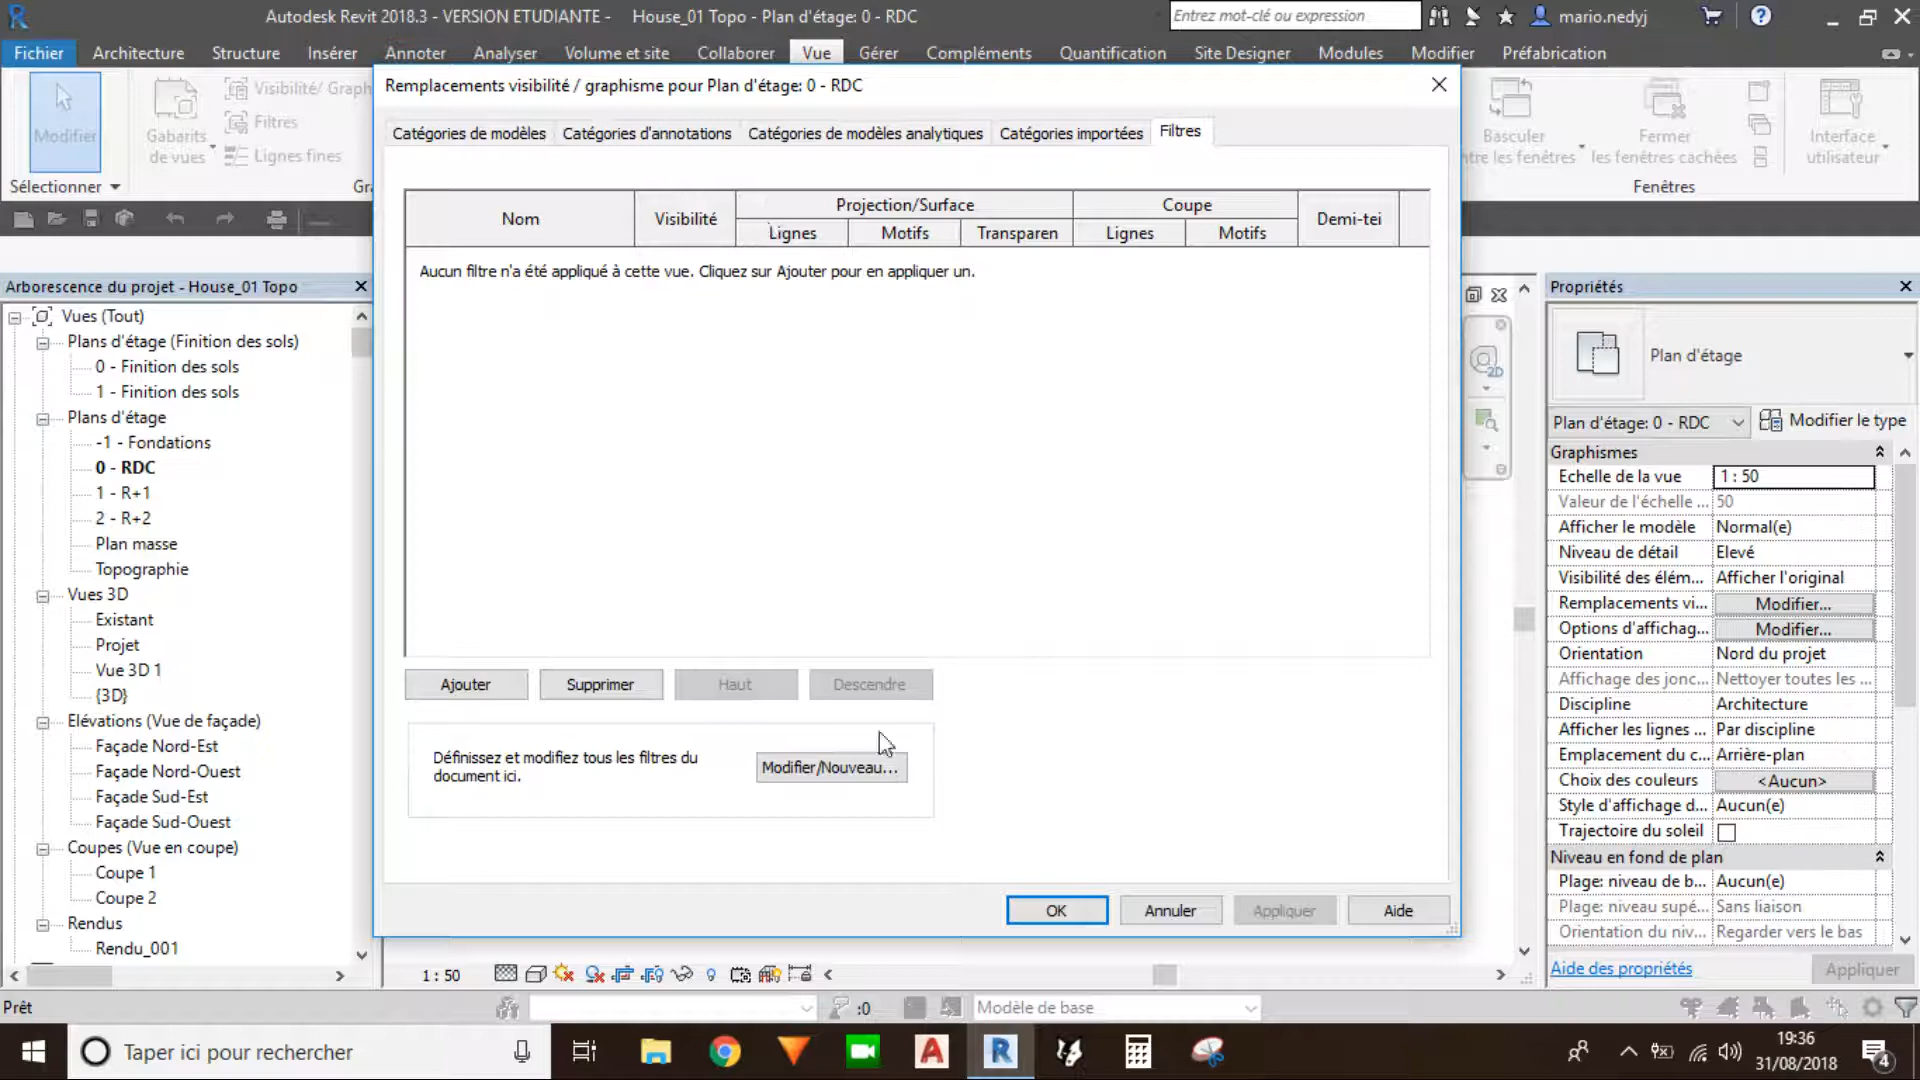 Autodesk Revit 2018.3 - VERSION ETUDIANTE - House_01 Topo - Plan d'étage: 0 - RDC
Entrez mot-clé ou expression
mario.nedyj
Fichier Architecture Structure Insérer Annoter Analyser Volume et site Collaborer Vue Gérer Compléments Quantification Site Designer Modules Modifier Préfabrication
Modifier
Sélectionner
Gabarits
de vues
Visibilité/ Graph
Filtres
Lignes fines
Gra
Basculer
tre les fenêtres
Fermer
les fenêtres cachées
Interface
utilisateur
Fenêtres
Remplacements visibilité / graphisme pour Plan d'étage: 0 - RDC
Catégories de modèles Catégories d'annotations Catégories de modèles analytiques Catégories importées Filtres
Nom Visibilité Projection/Surface Coupe Demi-tei
Lignes Motifs Transparen Lignes Motifs
Aucun filtre n'a été appliqué à cette vue. Cliquez sur Ajouter pour en appliquer un.
Ajouter Supprimer Haut Descendre
Définissez et modifiez tous les filtres du
document ici.
Modifier/Nouveau...
OK Annuler Appliquer Aide
Arborescence du projet - House_01 Topo
Vues (Tout)
Plans d'étage (Finition des sols)
0 - Finition des sols
1 - Finition des sols
Plans d'étage
-1 - Fondations
0 - RDC
1 - R+1
2 - R+2
Plan masse
Topographie
Vues 3D
Existant
Projet
Vue 3D 1
{3D}
Elévations (Vue de façade)
Façade Nord-Est
Façade Nord-Ouest
Façade Sud-Est
Façade Sud-Ouest
Coupes (Vue en coupe)
Coupe 1
Coupe 2
Rendus
Rendu_001
2D
Propriétés
Plan d'étage
Plan d'étage: 0 - RDC Modifier le type
Graphismes
Echelle de la vue 1 : 50
Valeur de l'échelle ... 50
Afficher le modèle Normal(e)
Niveau de détail Elevé
Visibilité des élém... Afficher l'original
Remplacements vi... Modifier...
Options d'affichag... Modifier...
Orientation Nord du projet
Affichage des jonc... Nettoyer toutes les ...
Discipline Architecture
Afficher les lignes ... Par discipline
Emplacement du c... Arrière-plan
Choix des couleurs <Aucun>
Style d'affichage d... Aucun(e)
Trajectoire du soleil
Niveau en fond de plan
Plage: niveau de b... Aucun(e)
Plage: niveau supé... Sans liaison
Orientation du niv... Regarder vers le bas
Aide des propriétés Appliquer
1 : 50
Prêt
:0
Modèle de base
Taper ici pour rechercher
19:36
31/08/2018
4